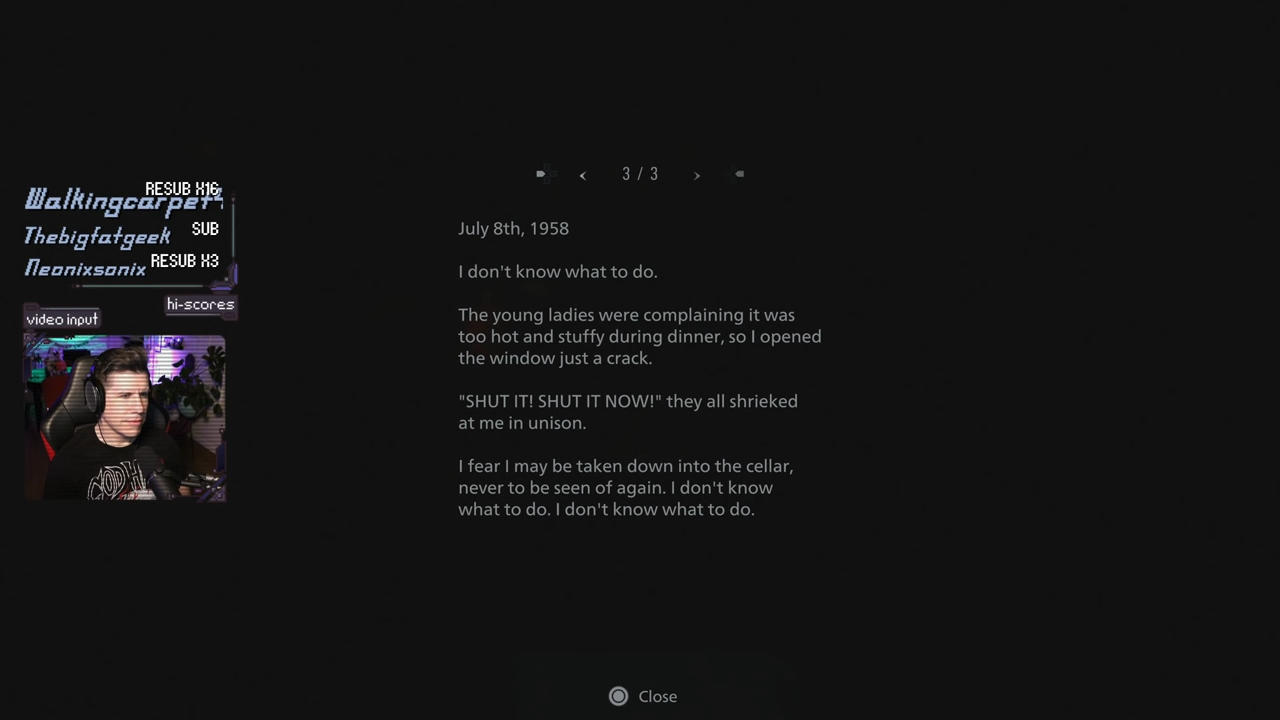 3 / 3
RESUB X16
Walkingcarpet
SUB
Thebigfatgeek
RESUB X3
Neonixsonix
hi-scores
video input
July 8th, 1958
I don't know what to do.
The young ladies were complaining it was
too hot and stuffy during dinner, so I opened
the window just a crack.
"SHUT IT! SHUT IT NOW!" they all shrieked
at me in unison.
I fear I may be taken down into the cellar,
never to be seen of again. I don't know
what to do. I don't know what to do.
Close